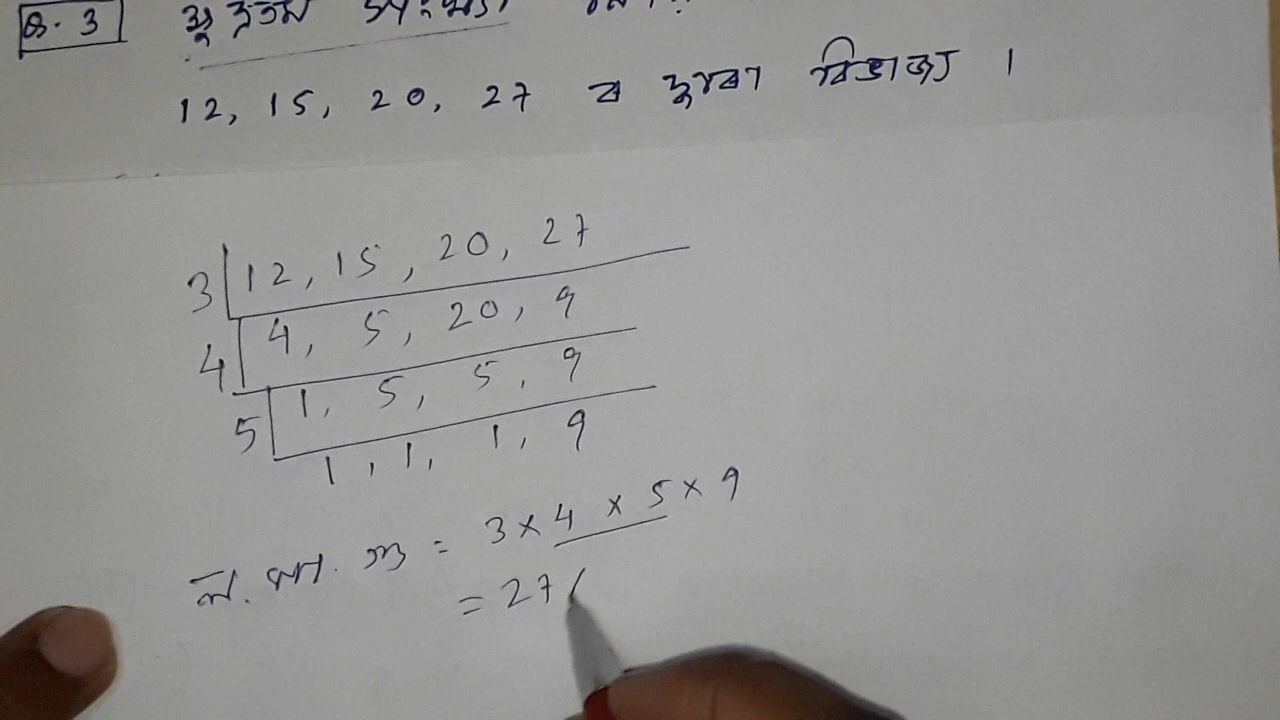 3
12, 15, 20, 27 ৰ দ্বাৰা বিভাজ্য ।
3 12, 15, 20, 27
4 4, 5, 20, 9
5 1, 5, 5, 9
1, 1, 1, 9
ল. সা. গু = 3 × 4 × 5 × 9
= 27